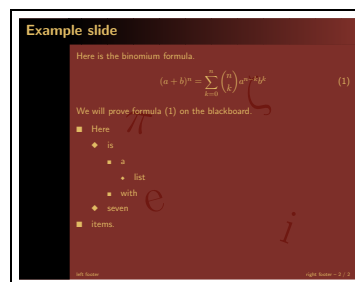 Example slide
Here is the binomium formula.
(a + b)^n = \sum_{k=0}^{n} \binom{n}{k} a^{n-k} b^k (1)
We will prove formula (1) on the blackboard.
■ Here
◆ is
■ a
• list
■ with
◆ seven
■ items.
π
ζ
e
i
left footer right footer – 2 / 2